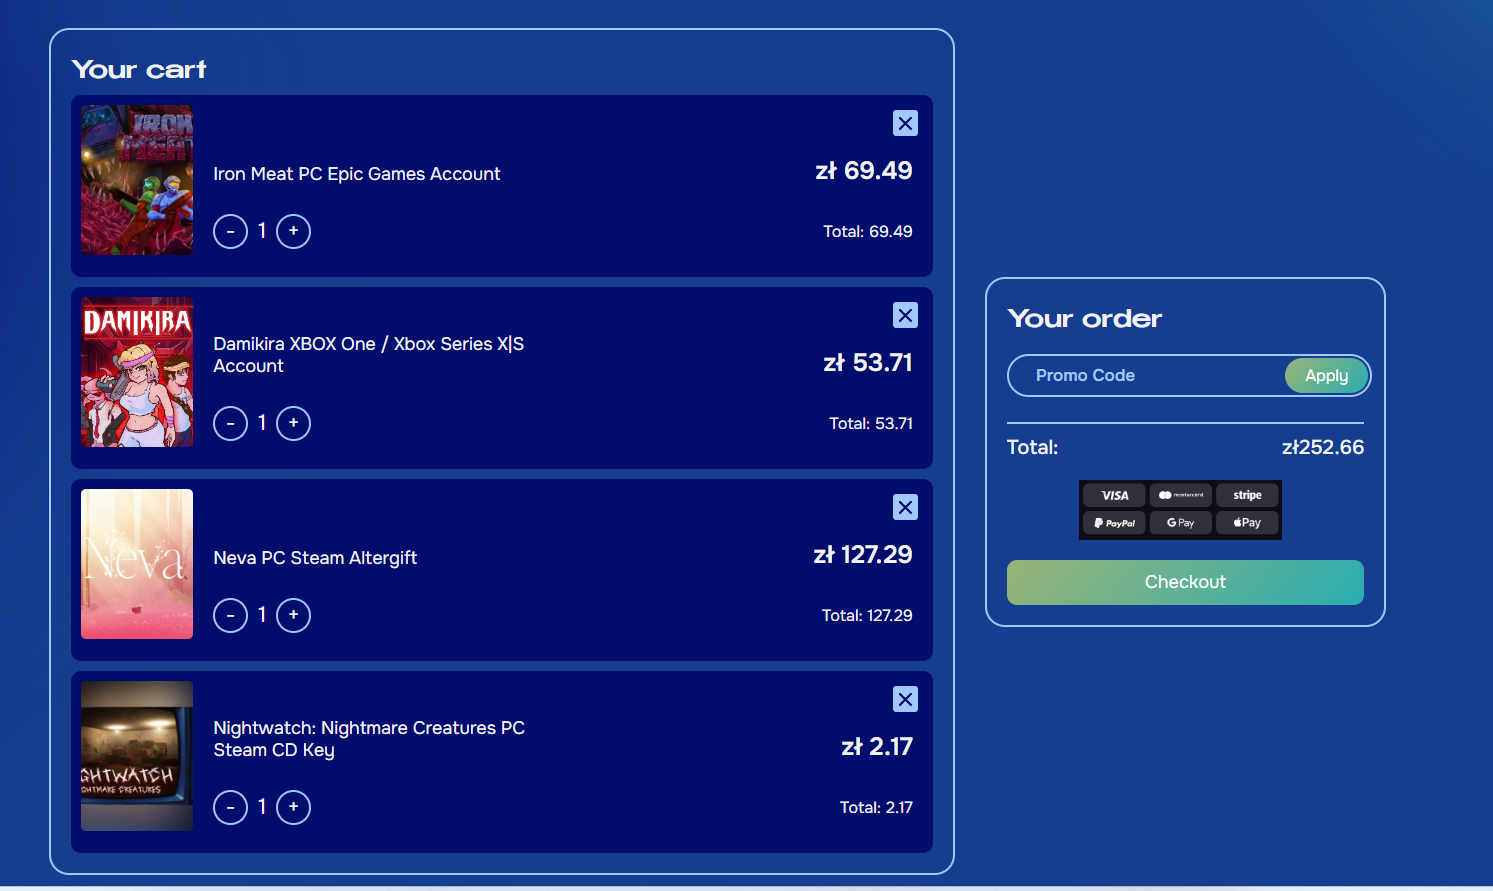 Your cart
IRON
MEAT
Iron Meat PC Epic Games Account
zł 69.49
- 1 +
Total: 69.49
DAMIKIRA
Damikira XBOX One / Xbox Series X|S
Account
zł 53.71
- 1 +
Total: 53.71
Neva
Neva PC Steam Altergift
zł 127.29
- 1 +
Total: 127.29
GHTWATCH
GHTMARE CREATURES
Nightwatch: Nightmare Creatures PC
Steam CD Key
zł 2.17
- 1 +
Total: 2.17
Your order
Promo Code
Apply
Total: zł252.66
VISA mastercard stripe
PayPal G Pay Pay
Checkout